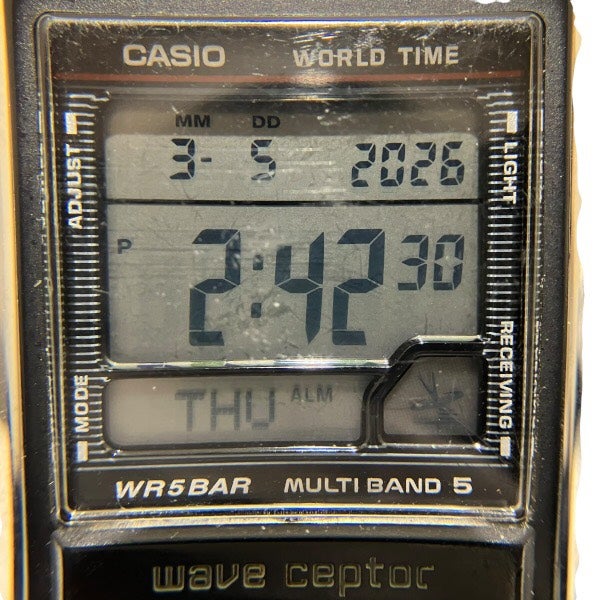 CASIO WORLD TIME
MM DD
3- 5 2026
ADJUST
LIGHT
P 2:42 30
MODE
THU ALM
RECEIVING
WR5BAR MULTI BAND 5
wave ceptor